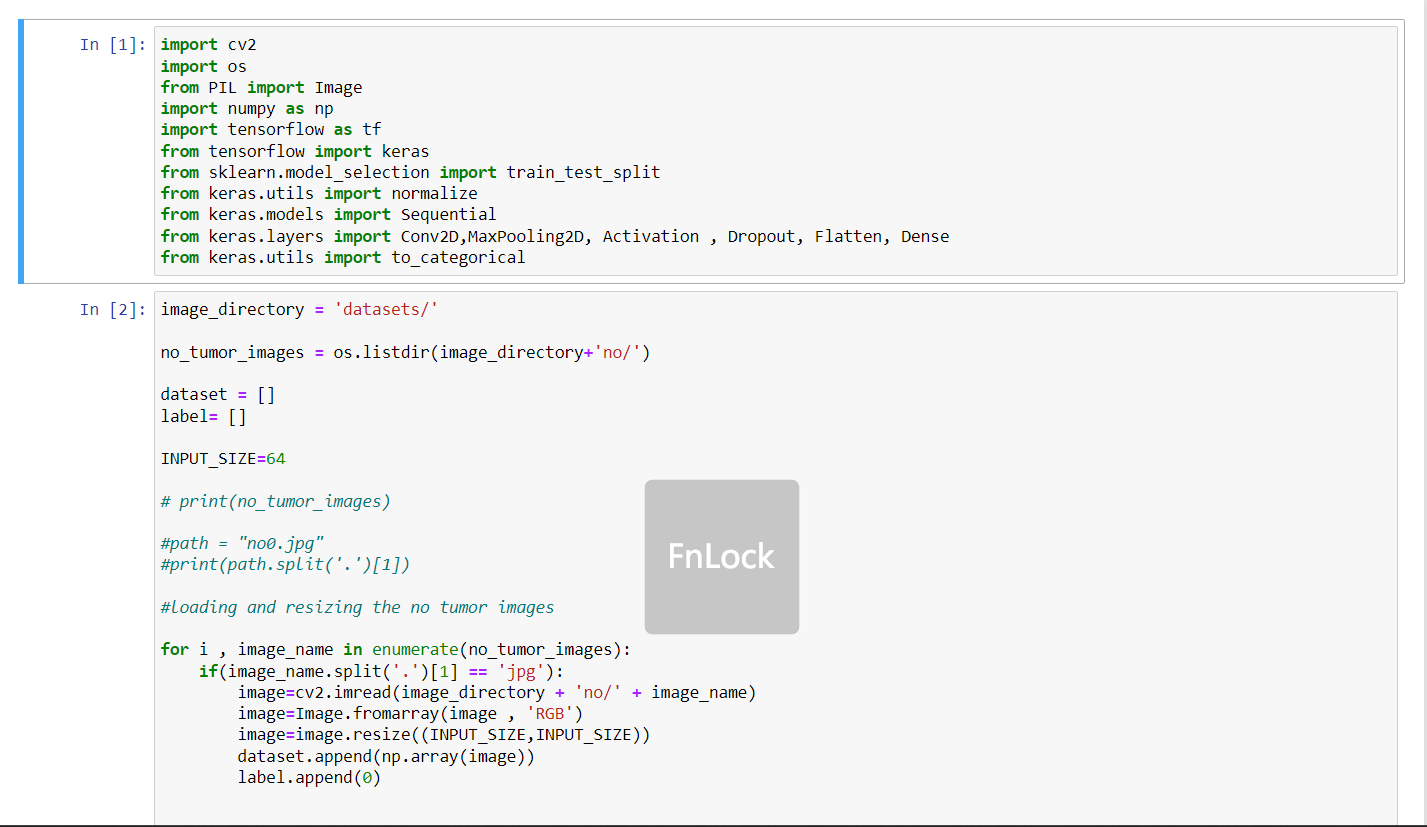 In [1]:
import cv2
import os
from PIL import Image
import numpy as np
import tensorflow as tf
from tensorflow import keras
from sklearn.model_selection import train_test_split
from keras.utils import normalize
from keras.models import Sequential
from keras.layers import Conv2D,MaxPooling2D, Activation , Dropout, Flatten, Dense
from keras.utils import to_categorical
In [2]:
image_directory = 'datasets/'
no_tumor_images = os.listdir(image_directory+'no/')
dataset = []
label= []
INPUT_SIZE=64
# print(no_tumor_images)
#path = "no0.jpg"
#print(path.split('.')[1])
#loading and resizing the no tumor images
for i , image_name in enumerate(no_tumor_images):
    if(image_name.split('.')[1] == 'jpg'):
        image=cv2.imread(image_directory + 'no/' + image_name)
        image=Image.fromarray(image , 'RGB')
        image=image.resize((INPUT_SIZE,INPUT_SIZE))
        dataset.append(np.array(image))
        label.append(0)
FnLock